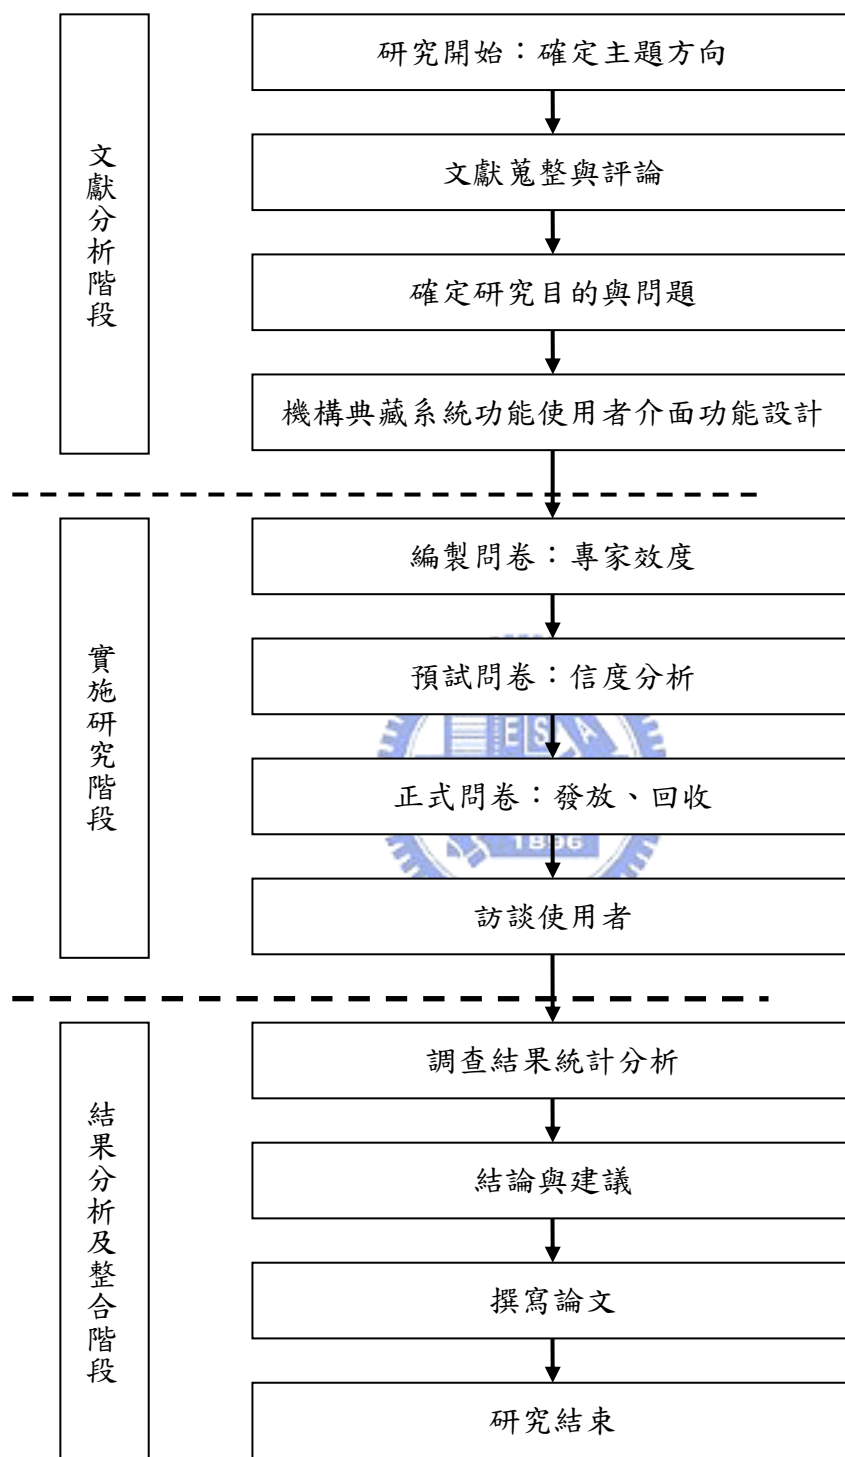 文獻分析階段
研究開始：確定主題方向
文獻蒐整與評論
確定研究目的與問題
機構典藏系統功能使用者介面功能設計
實施研究階段
編製問卷：專家效度
預試問卷：信度分析
ESA
正式問卷：發放、回收
1896
訪談使用者
結果分析及整合階段
調查結果統計分析
結論與建議
撰寫論文
研究結束